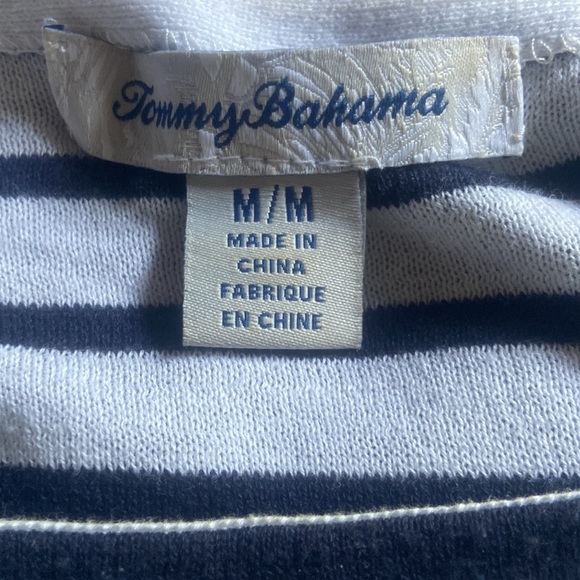 Tommy Bahama
M/M
MADE IN
CHINA
FABRIQUE
EN CHINE